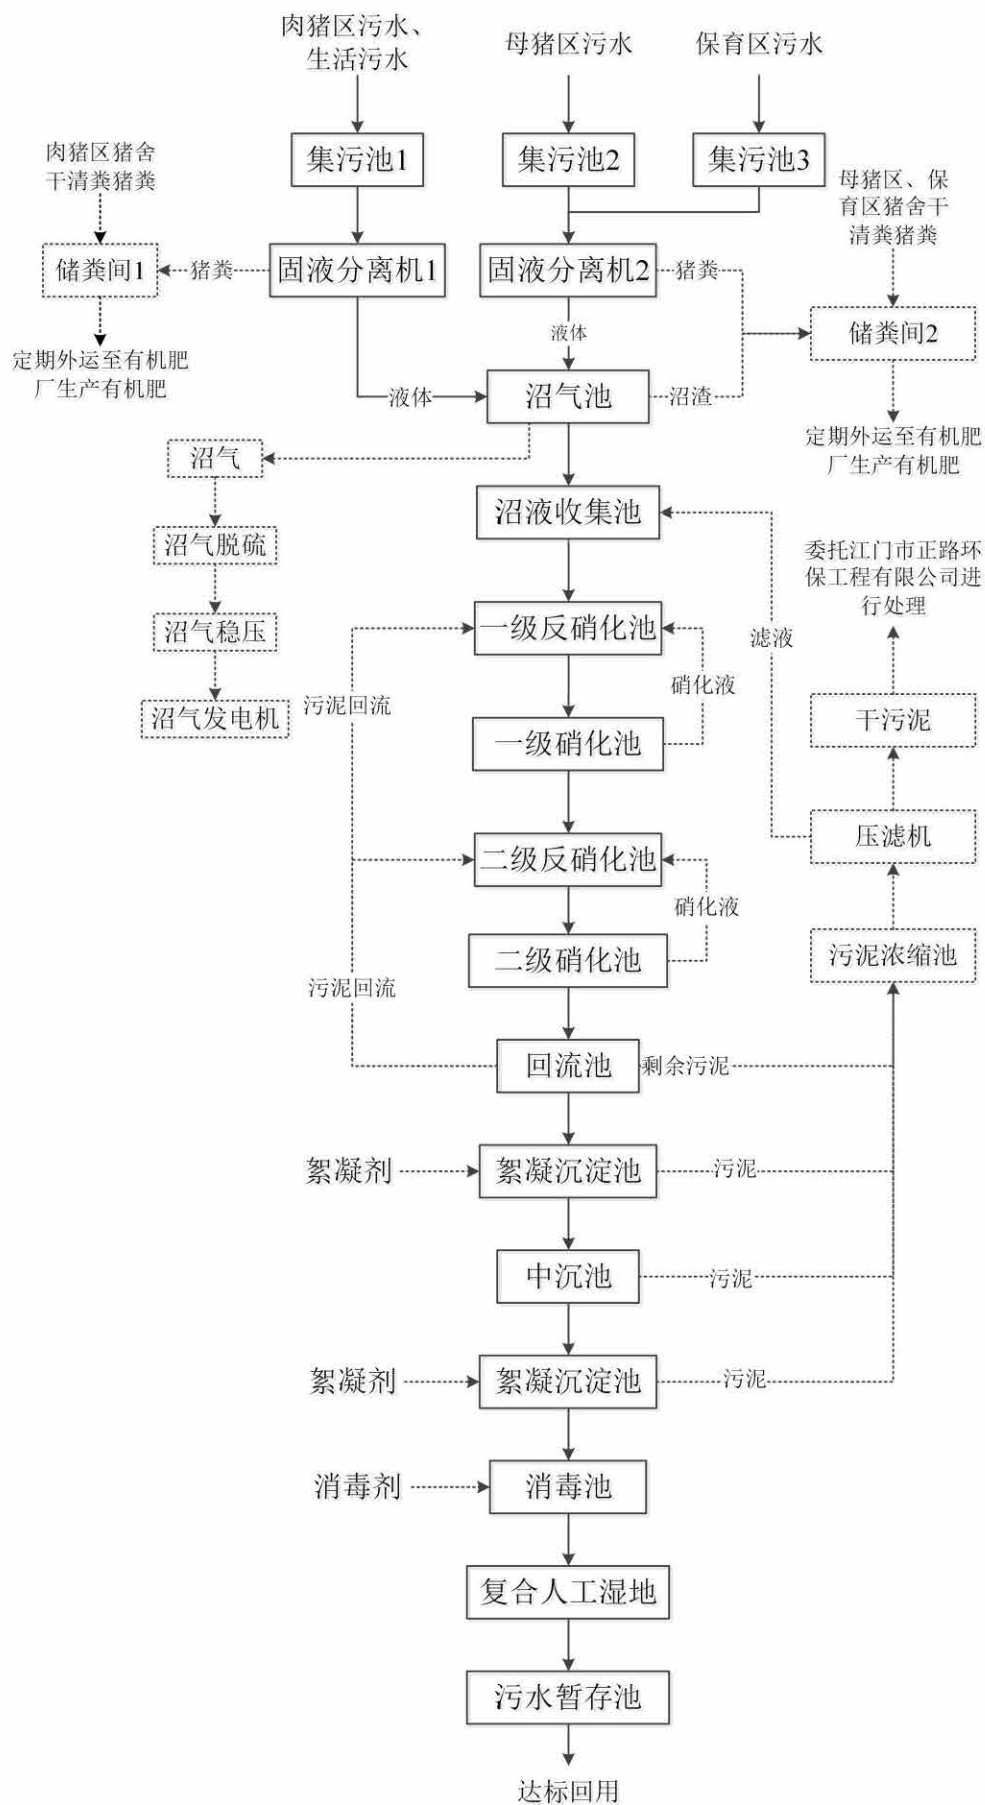 肉猪区污水、
生活污水
母猪区污水
保育区污水
集污池1
集污池2
集污池3
肉猪区猪舍
干清粪猪粪
母猪区、保
育区猪舍干
清粪猪粪
储粪间1
猪粪
固液分离机1
固液分离机2
猪粪
储粪间2
定期外运至有机肥
厂生产有机肥
液体
液体
沼气池
沼渣
定期外运至有机肥
厂生产有机肥
沼气
沼液收集池
沼气脱硫
委托江门市正路环
保工程有限公司进
行处理
沼气稳压
一级反硝化池
滤液
硝化液
污泥回流
沼气发电机
干污泥
一级硝化池
压滤机
二级反硝化池
硝化液
二级硝化池
污泥浓缩池
污泥回流
回流池
剩余污泥
絮凝剂
絮凝沉淀池
污泥
中沉池
污泥
絮凝剂
絮凝沉淀池
污泥
消毒剂
消毒池
复合人工湿地
污水暂存池
达标回用